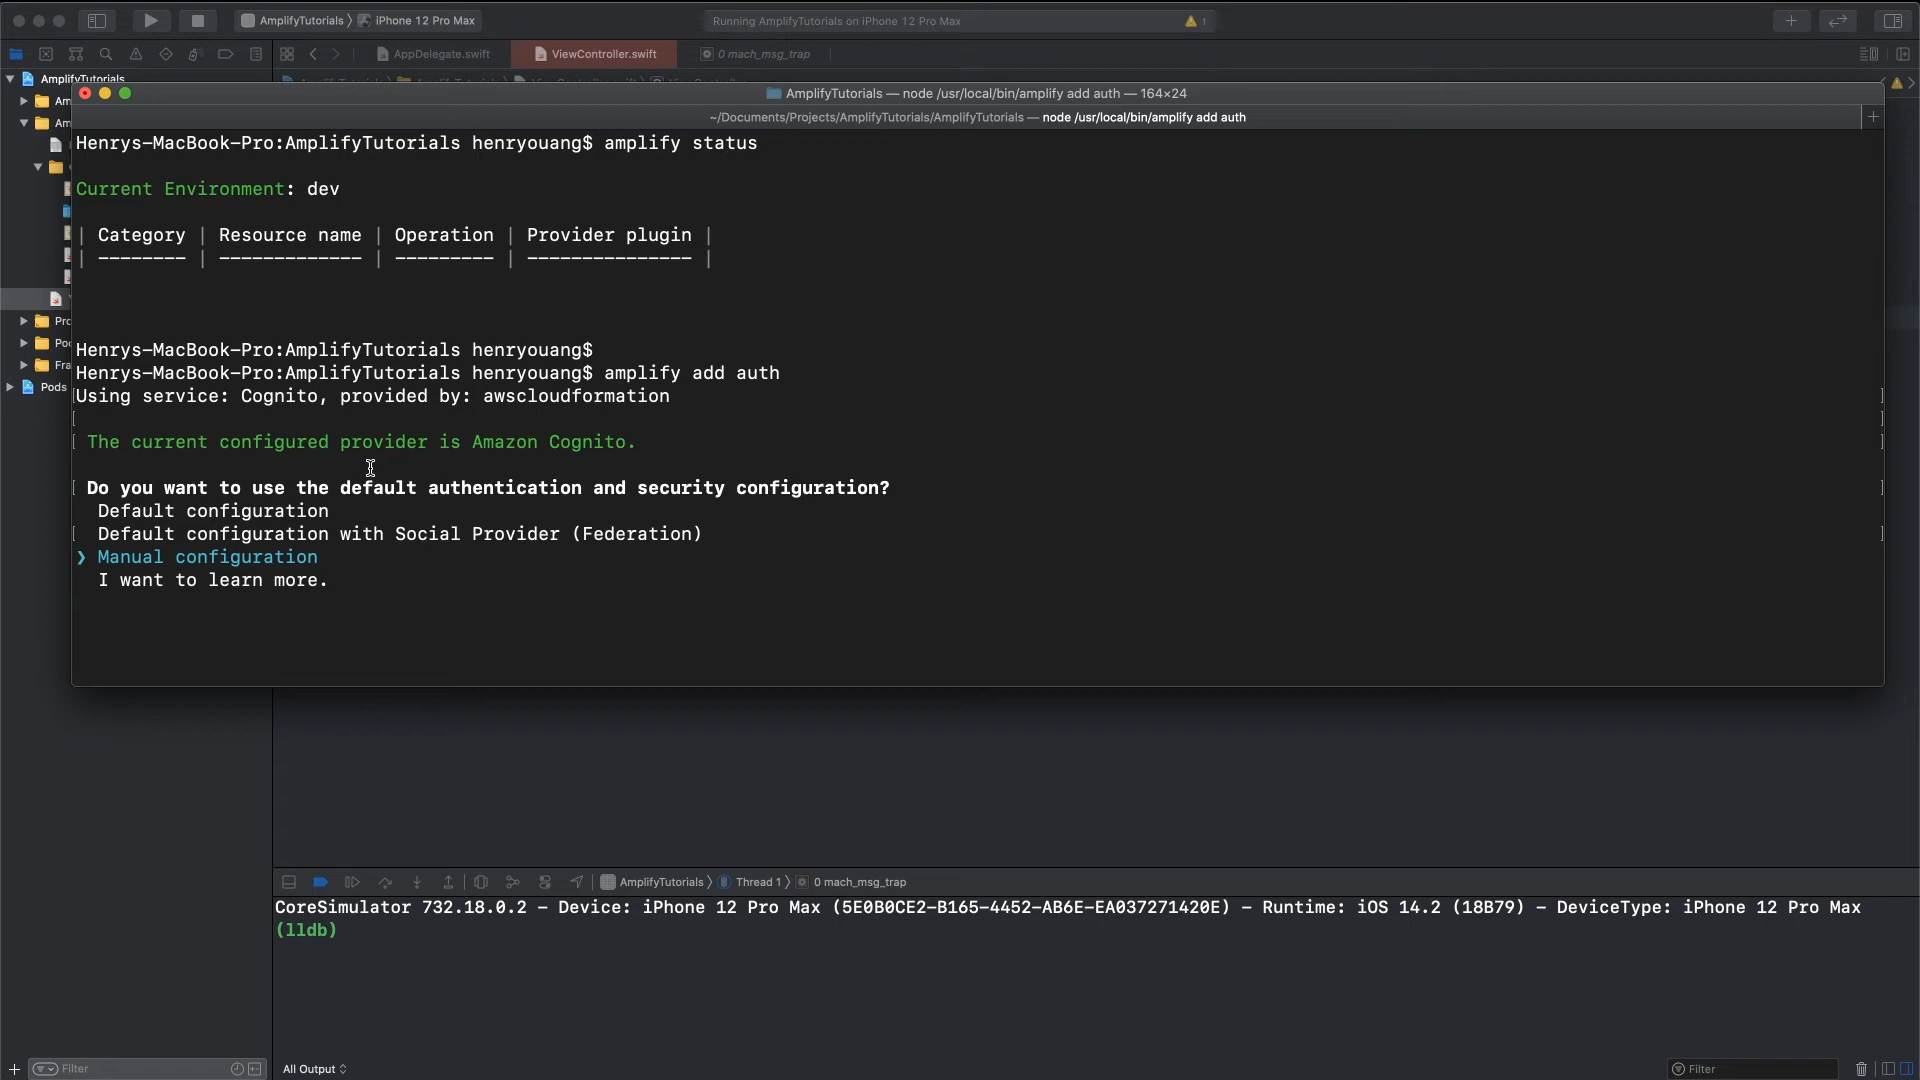 AmplifyTutorials 〉 iPhone 12 Pro Max
Running AmplifyTutorials on iPhone 12 Pro Max
1
AppDelegate.swift
ViewController.swift
0 mach_msg_trap
AmplifyTutorials
Am
Am
Pro
Poo
Fra
Pods
AmplifyTutorials — node /usr/local/bin/amplify add auth — 164×24
~/Documents/Projects/AmplifyTutorials/AmplifyTutorials — node /usr/local/bin/amplify add auth
Henrys-MacBook-Pro:AmplifyTutorials henryouang$ amplify status
Current Environment: dev
| Category | Resource name | Operation | Provider plugin |
| -------- | ------------- | --------- | --------------- |
Henrys-MacBook-Pro:AmplifyTutorials henryouang$
Henrys-MacBook-Pro:AmplifyTutorials henryouang$ amplify add auth
Using service: Cognito, provided by: awscloudformation
The current configured provider is Amazon Cognito.
Do you want to use the default authentication and security configuration?
Default configuration
Default configuration with Social Provider (Federation)
❯ Manual configuration
I want to learn more.
AmplifyTutorials 〉 Thread 1 〉 0 mach_msg_trap
CoreSimulator 732.18.0.2 - Device: iPhone 12 Pro Max (5E0B0CE2-B165-4452-AB6E-EA037271420E) - Runtime: iOS 14.2 (18B79) - DeviceType: iPhone 12 Pro Max
(lldb)
Filter
All Output
Filter